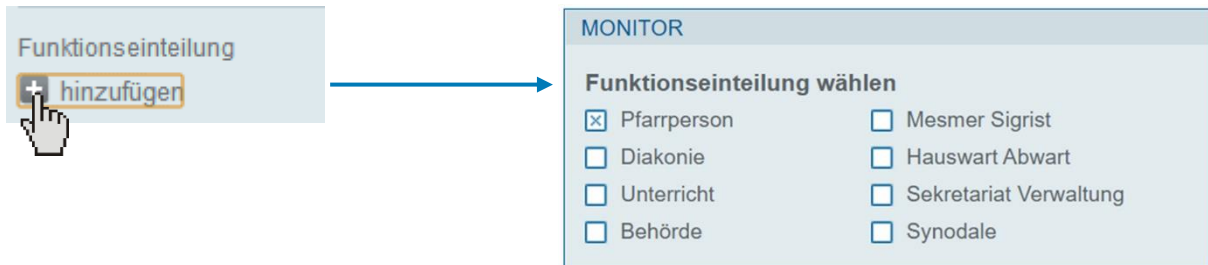 Funktionseinteilung
+ hinzufügen
MONITOR
Funktionseinteilung wählen
Pfarrperson
Mesmer Sigrist
Diakonie
Hauswart Abwart
Unterricht
Sekretariat Verwaltung
Behörde
Synodale